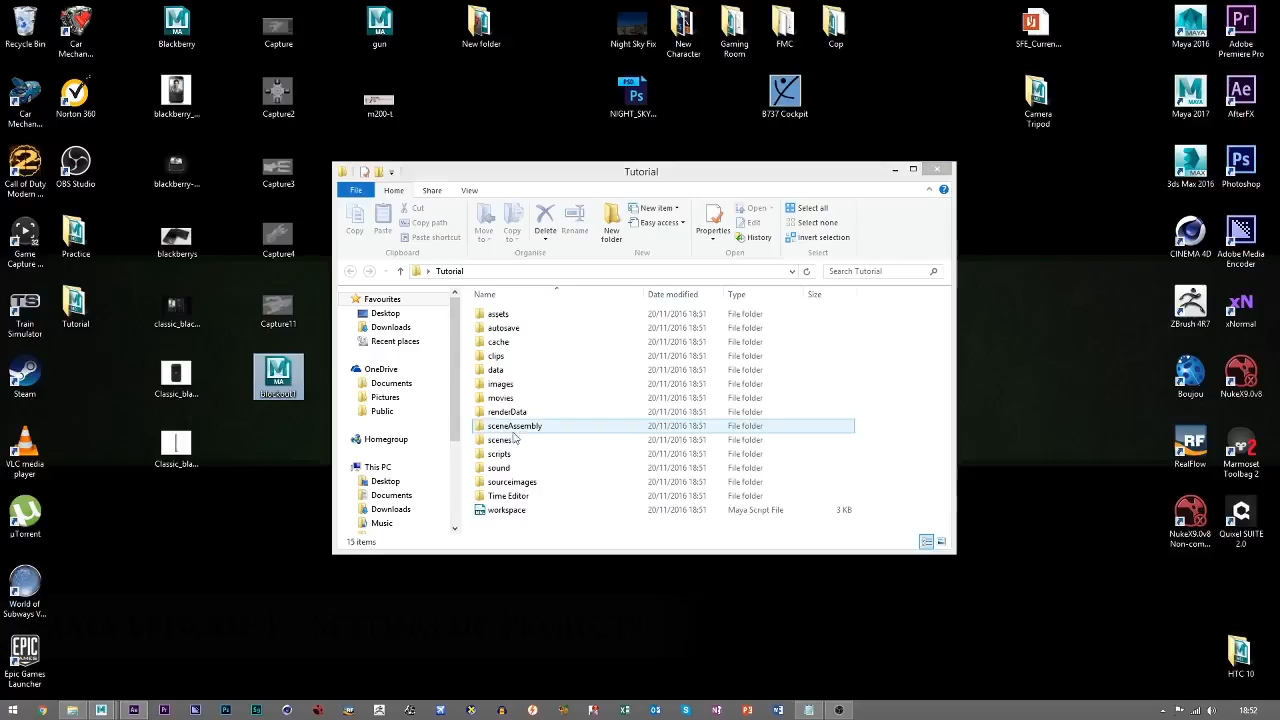 Recycle Bin
Car Mechan...
Blackberry
Capture
gun
New folder
Night Sky Fix
New Character
Gaming Room
FMC
Cop
SFE_Curren...
Maya 2016
Adobe Premiere Pro
Car Mechan...
Norton 360
blackberry_...
Capture2
m200-t
NIGHT_SKY...
B737 Cockpit
Camera Tripod
Maya 2017
AfterFX
Call of Duty Modern ...
OBS Studio
blackberry-...
Capture3
3ds Max 2016
Photoshop
Game Capture ...
Practice
blackberrys
Capture4
CINEMA 4D
Adobe Media Encoder
Train Simulator
Tutorial
classic_blac...
Capture11
ZBrush 4R7
xNormal
Steam
Classic_bla...
blockout1
Boujou
NukeX9.0v8
VLC media player
Classic_bla...
RealFlow
Marmoset Toolbag 2
µTorrent
NukeX9.0v8 Non-com...
Quixel SUITE 2.0
World of Subways V...
Epic Games Launcher
HTC 10
Tutorial
File Home Share View
Copy
Paste
Cut
Copy path
Paste shortcut
Clipboard
Move to
Copy to
Delete
Rename
Organise
New folder
New item
Easy access
New
Properties
Open
Edit
History
Open
Select all
Select none
Invert selection
Select
Tutorial
Search Tutorial
Favourites
Desktop
Downloads
Recent places
OneDrive
Documents
Pictures
Public
Homegroup
This PC
Desktop
Documents
Downloads
Music
Name Date modified Type Size
assets 20/11/2016 18:51 File folder
autosave 20/11/2016 18:51 File folder
cache 20/11/2016 18:51 File folder
clips 20/11/2016 18:51 File folder
data 20/11/2016 18:51 File folder
images 20/11/2016 18:51 File folder
movies 20/11/2016 18:51 File folder
renderData 20/11/2016 18:51 File folder
sceneAssembly 20/11/2016 18:51 File folder
scenes 20/11/2016 18:51 File folder
scripts 20/11/2016 18:51 File folder
sound 20/11/2016 18:51 File folder
sourceimages 20/11/2016 18:51 File folder
Time Editor 20/11/2016 18:51 File folder
workspace 20/11/2016 18:51 Maya Script File 3 KB
15 items
18:52